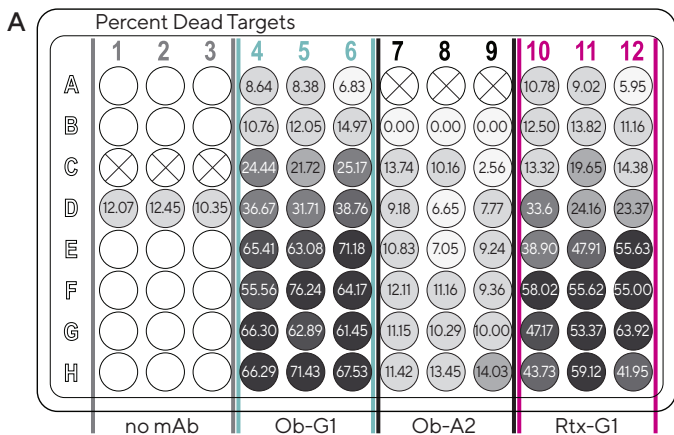 A
Percent Dead Targets
1 2 3 4 5 6 7 8 9 10 11 12
A 8.64 8.38 6.83 10.78 9.02 5.95
B 10.76 12.05 14.97 0.00 0.00 0.00 12.50 13.82 11.16
C 24.44 21.72 25.17 13.74 10.16 2.56 13.32 19.65 14.38
D 12.07 12.45 10.35 36.67 31.71 38.76 9.18 6.65 7.77 33.6 24.16 23.37
E 65.41 63.08 71.18 10.83 7.05 9.24 38.90 47.91 55.63
F 55.56 76.24 64.17 12.11 11.16 9.36 58.02 55.62 55.00
G 66.30 62.89 61.45 11.15 10.29 10.00 47.17 53.37 63.92
H 66.29 71.43 67.53 11.42 13.45 14.03 43.73 59.12 41.95
no mAb Ob-G1 Ob-A2 Rtx-G1